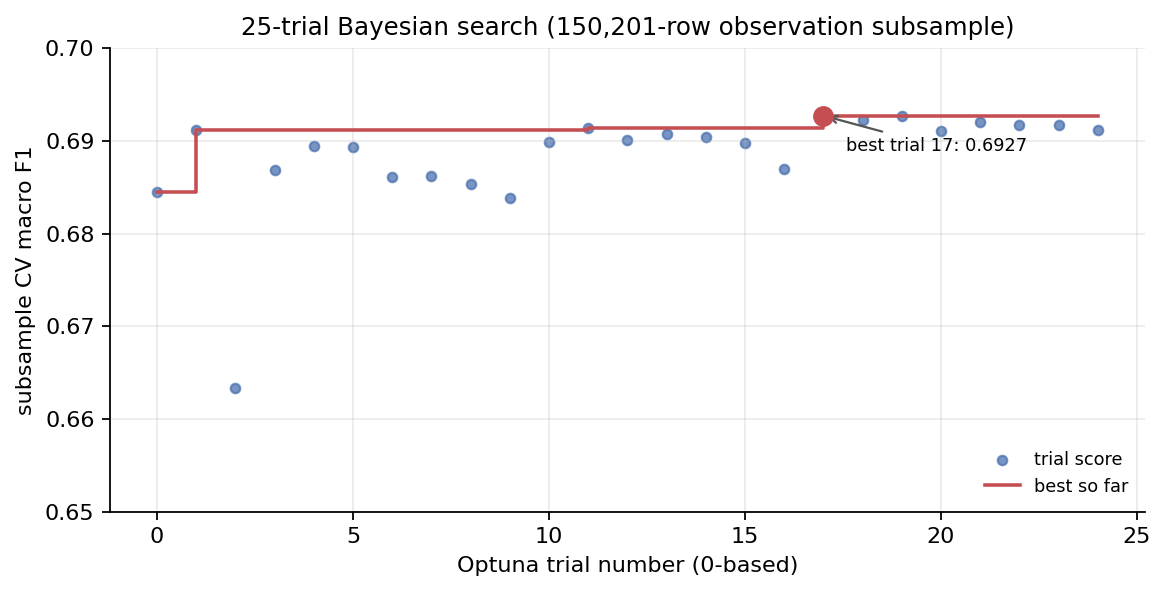 25-trial Bayesian search (150,201-row observation subsample)
0.70
0.69
0.68
0.67
0.66
0.65
subsample CV macro F1
best trial 17: 0.6927
trial score
best so far
0 5 10 15 20 25
Optuna trial number (0-based)